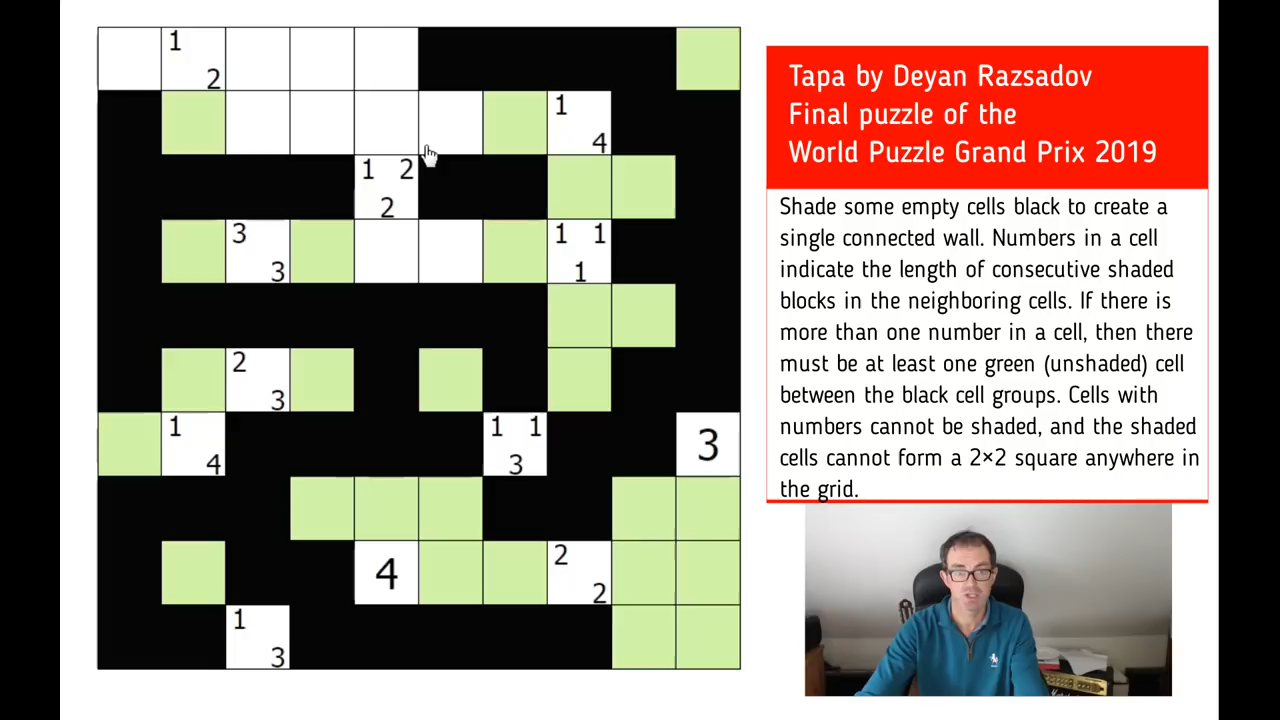 1
2
Tapa by Deyan Razsadov
Final puzzle of the
World Puzzle Grand Prix 2019
1
4
1 2
2
Shade some empty cells black to create a
single connected wall. Numbers in a cell
indicate the length of consecutive shaded
blocks in the neighboring cells. If there is
more than one number in a cell, then there
must be at least one green (unshaded) cell
between the black cell groups. Cells with
numbers cannot be shaded, and the shaded
cells cannot form a 2×2 square anywhere in
the grid.
3
3
1 1
1
2
3
1
4
1 1
3
3
4
2
2
1
3